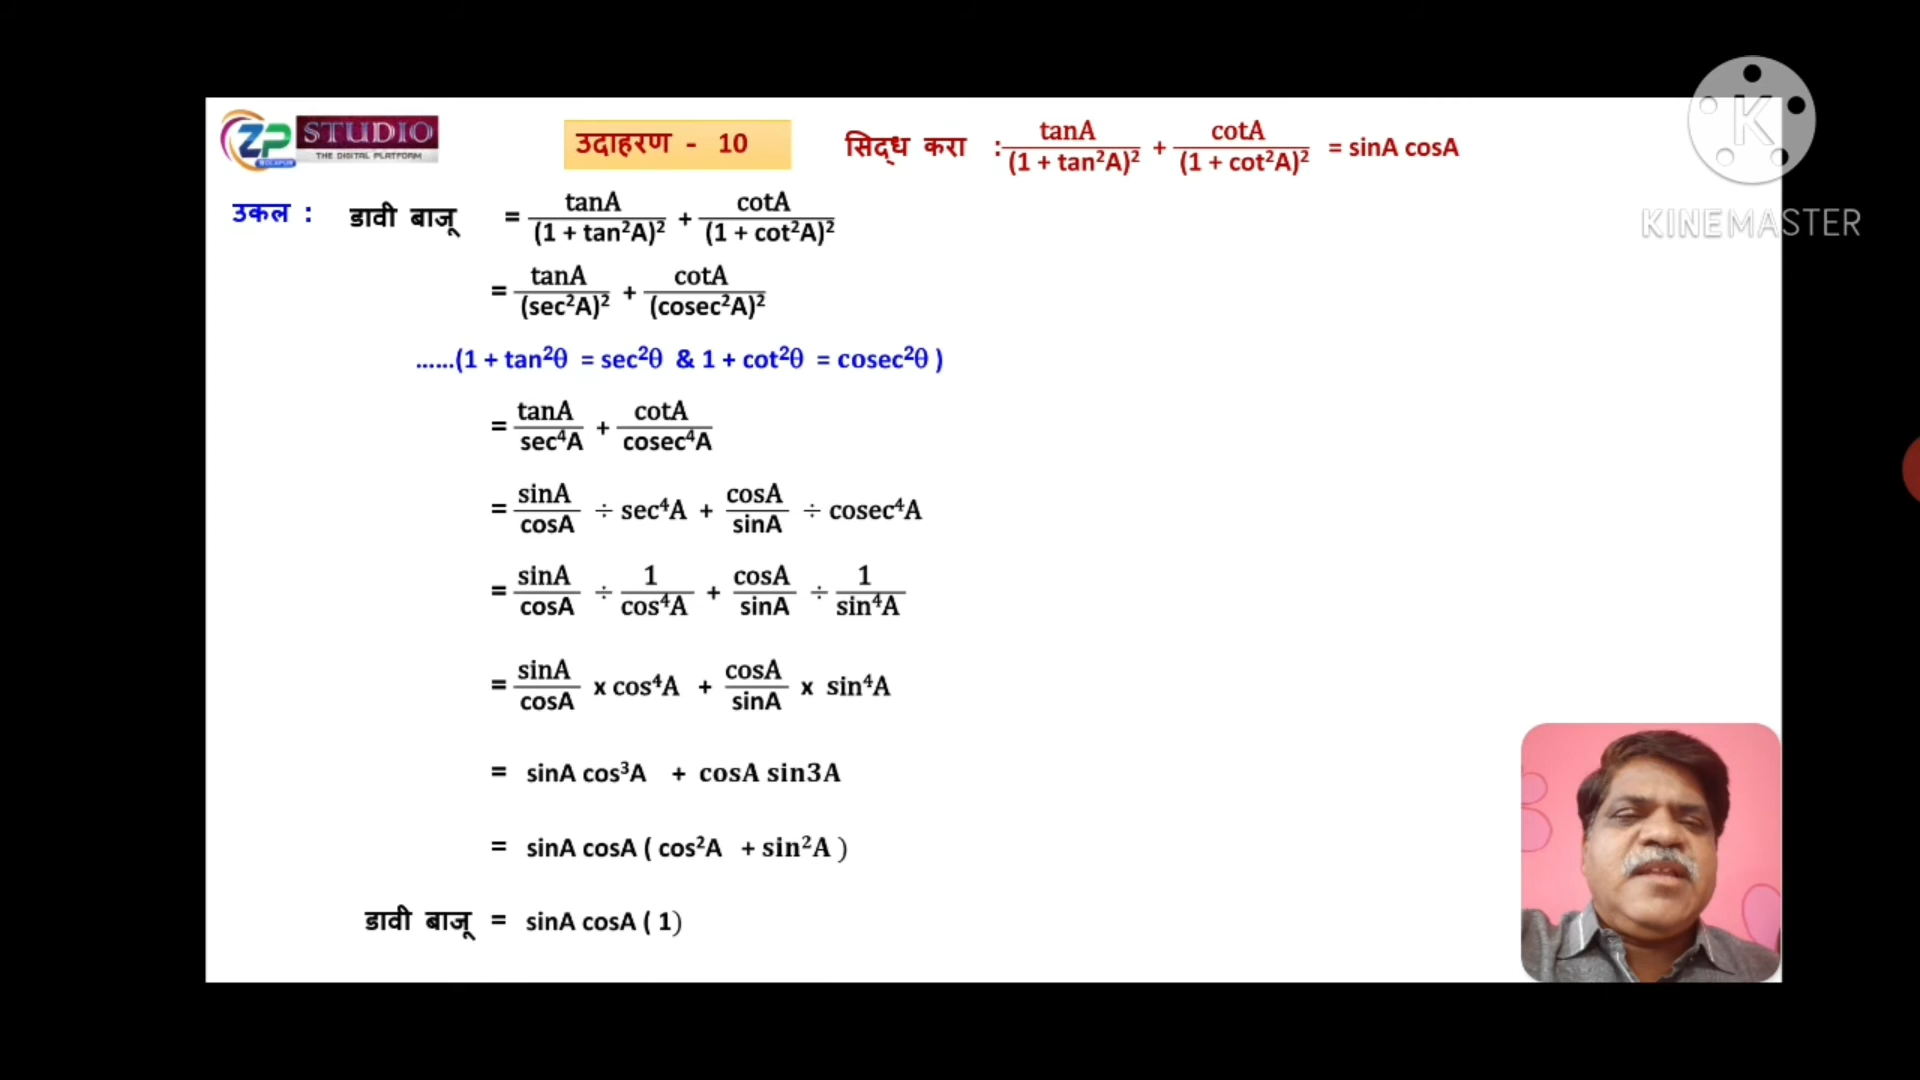 ZP STUDIO
THE DIGITAL PLATFORM
SOLAPUR
उदाहरण - 10
सिद्ध करा : tanA/(1 + tan²A)² + cotA/(1 + cot²A)² = sinA cosA
K
KINEMASTER
उकल : डावी बाजू = tanA/(1 + tan²A)² + cotA/(1 + cot²A)²
= tanA/(sec²A)² + cotA/(cosec²A)²
......(1 + tan²θ = sec²θ & 1 + cot²θ = cosec²θ )
= tanA/sec⁴A + cotA/cosec⁴A
= sinA/cosA ÷ sec⁴A + cosA/sinA ÷ cosec⁴A
= sinA/cosA ÷ 1/cos⁴A + cosA/sinA ÷ 1/sin⁴A
= sinA/cosA x cos⁴A + cosA/sinA x sin⁴A
= sinA cos³A + cosA sin3A
= sinA cosA ( cos²A + sin²A )
डावी बाजू = sinA cosA ( 1)